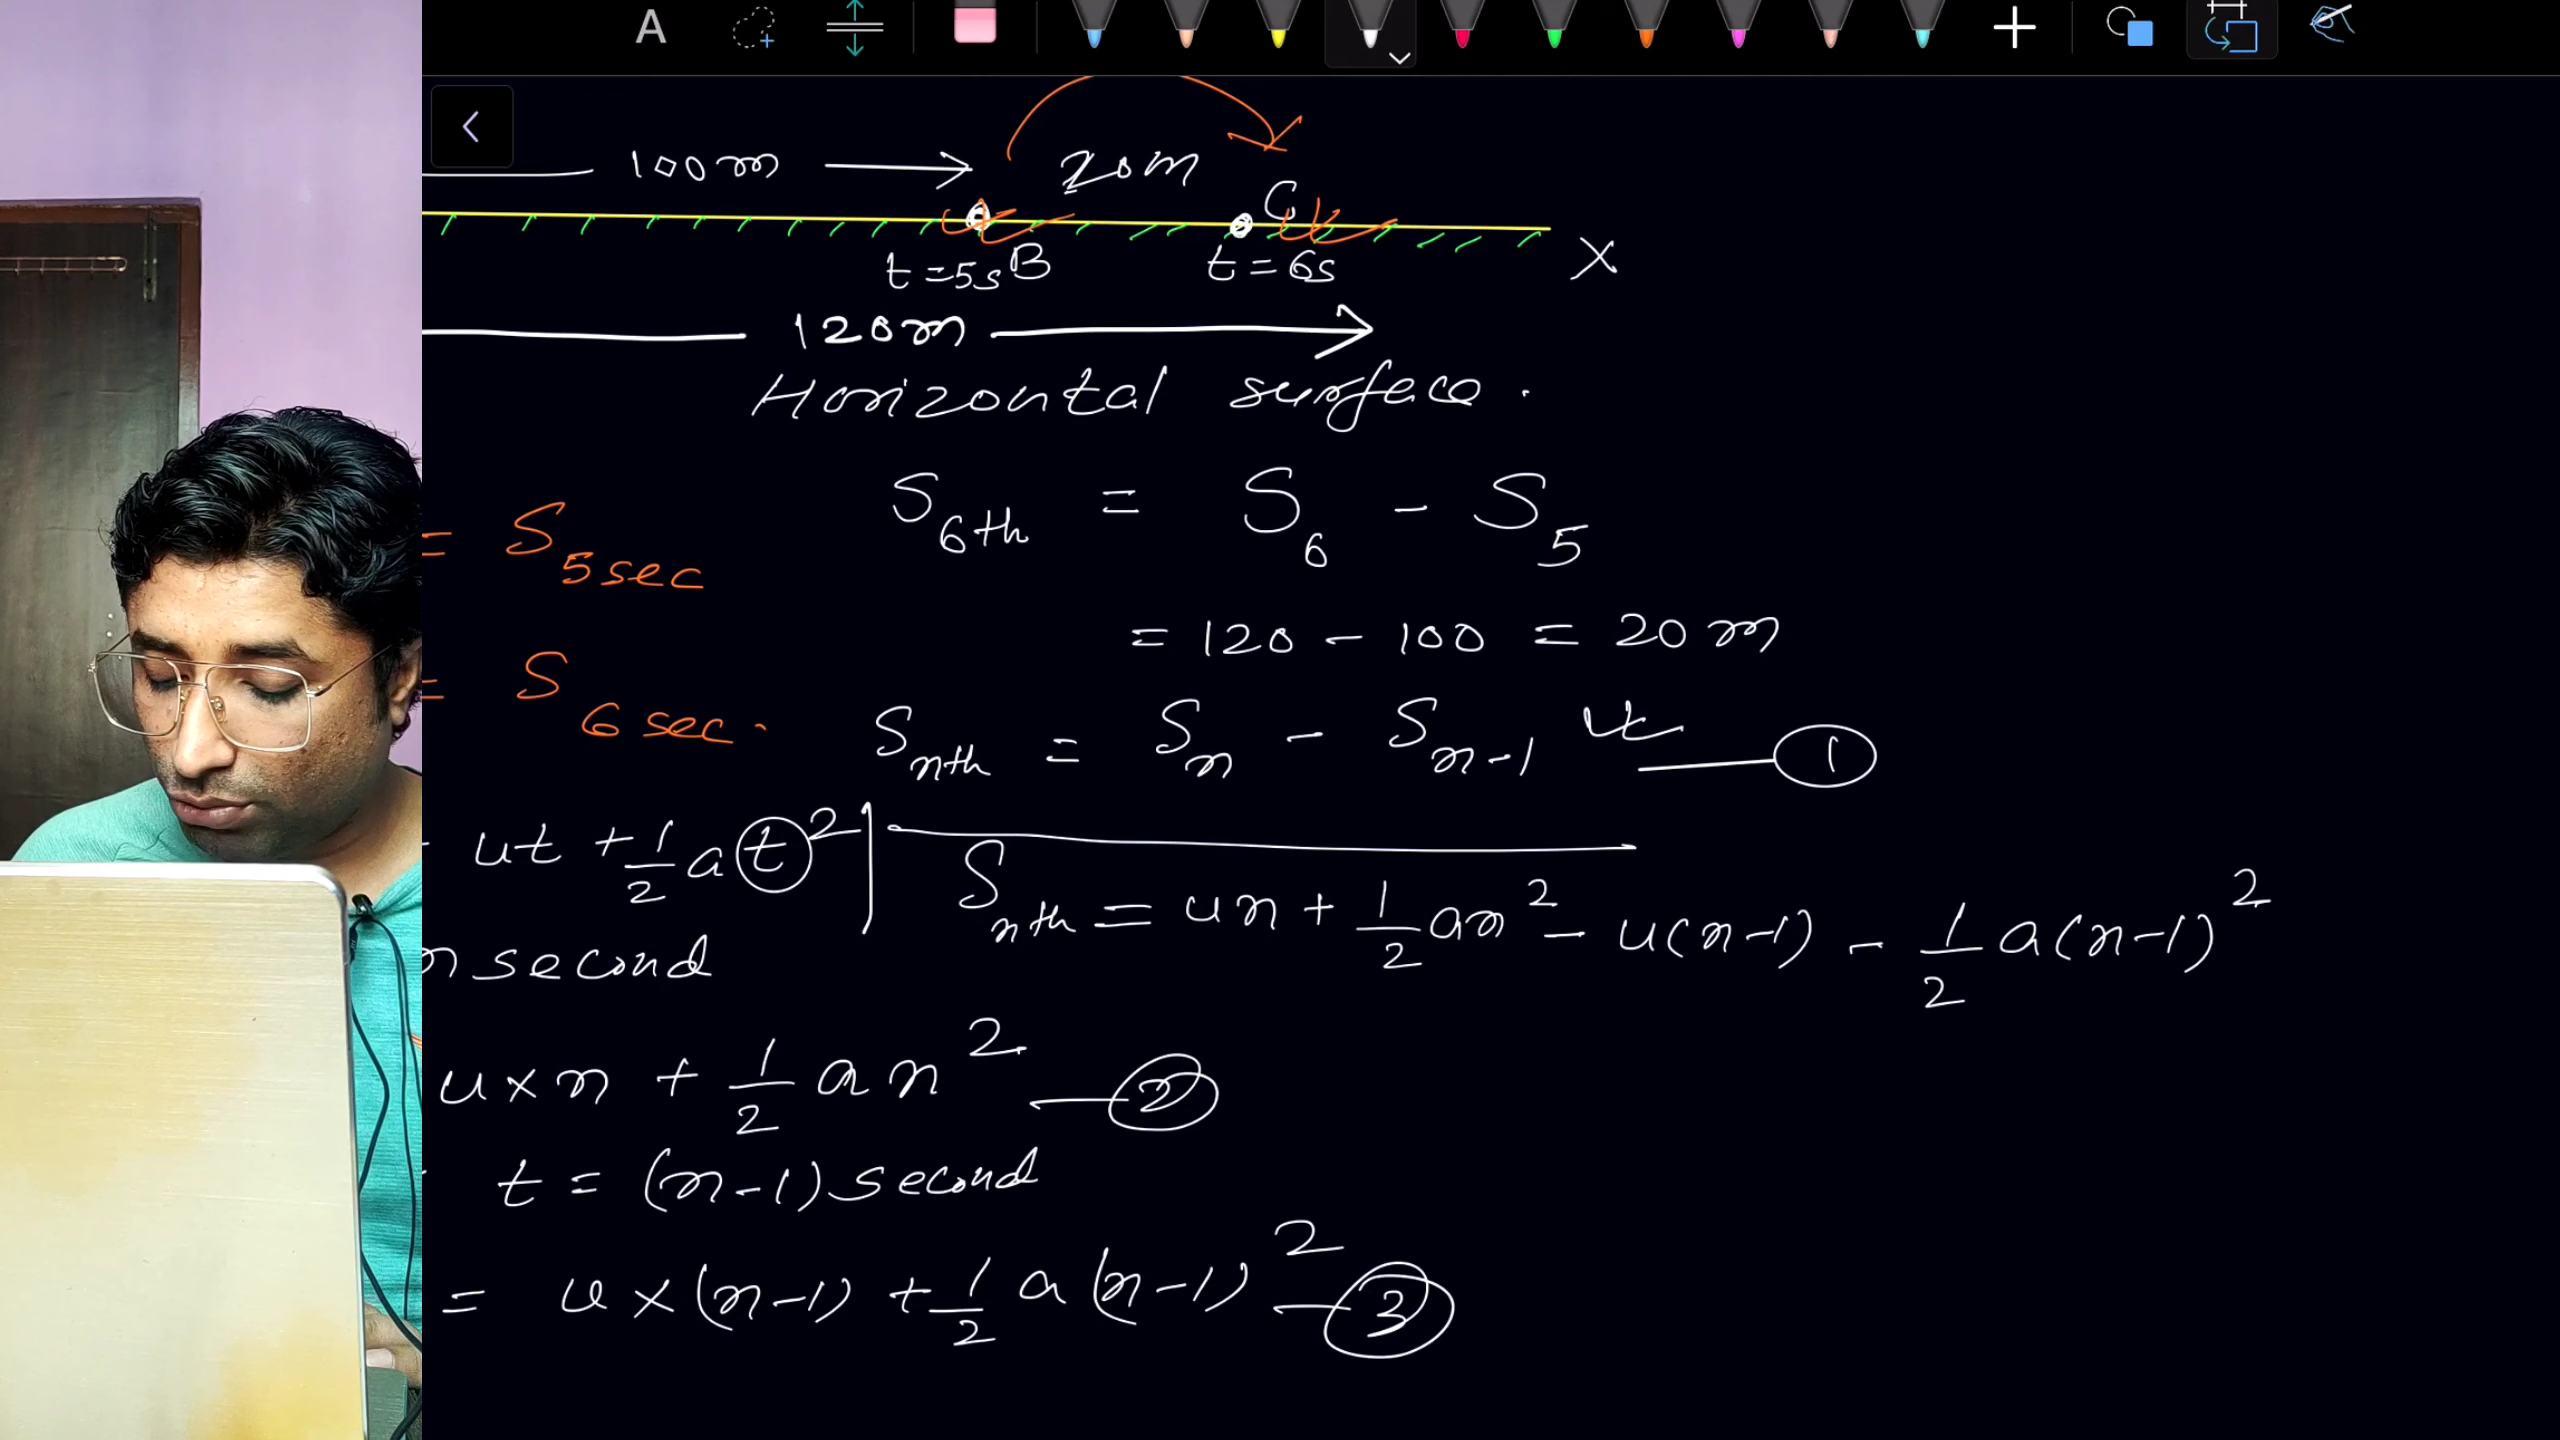 A
100m → 20m
C
t=5s B t = 6s X
120m
Horizontal surface.
S6th = S6 - S5
= S5sec
= 120 - 100 = 20 m
= S6sec.
Snth = Sn - Sn-1 — 1
ut + 1/2 at²
Snth = un + 1/2 an² - u(n-1) - 1/2 a(n-1)²
n second
u×n + 1/2 an² — 2
t = (n-1) second
= u×(n-1) + 1/2 a(n-1)² — 3